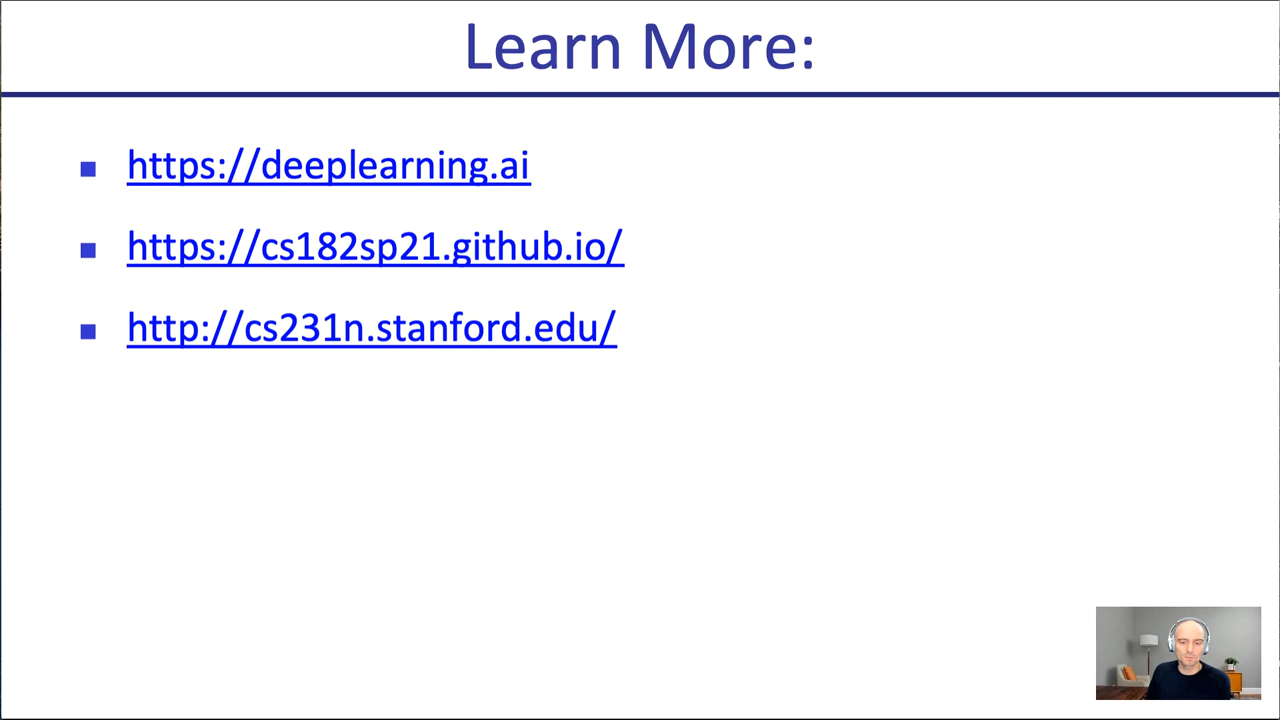 Learn More:
https://deeplearning.ai
https://cs182sp21.github.io/
http://cs231n.stanford.edu/